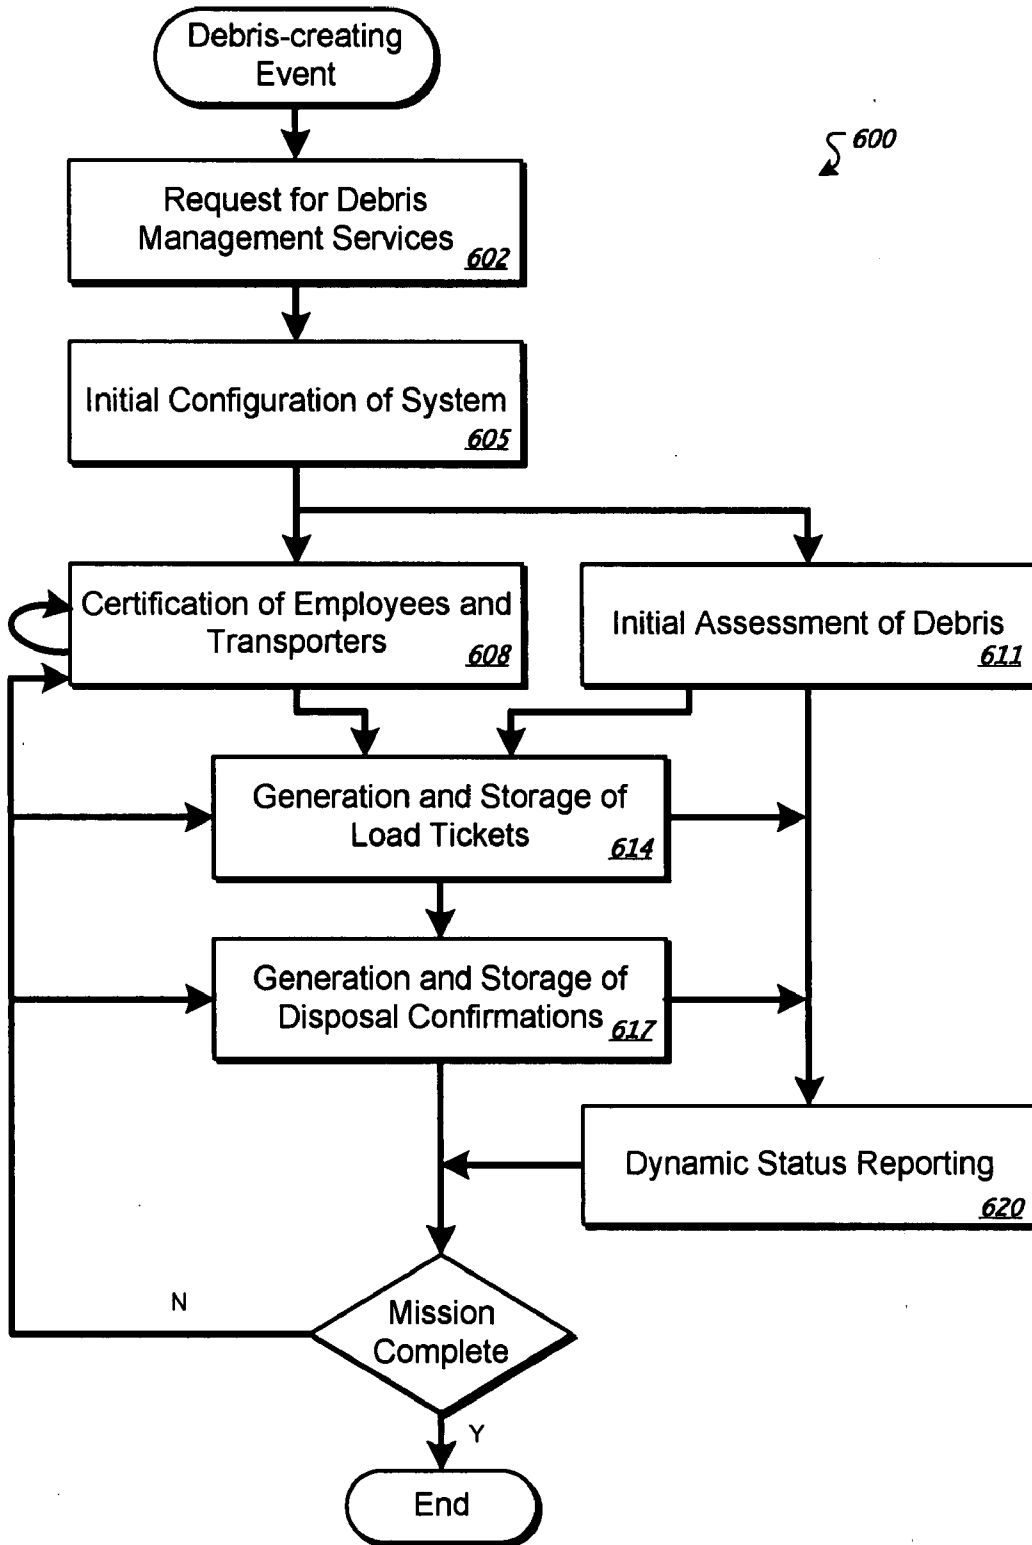 Debris-creating
Event
600
Request for Debris
Management Services
602
Initial Configuration of System
605
Certification of Employees and
Transporters
608
Initial Assessment of Debris
611
Generation and Storage of
Load Tickets
614
Generation and Storage of
Disposal Confirmations
617
Dynamic Status Reporting
620
N
Mission
Complete
Y
End